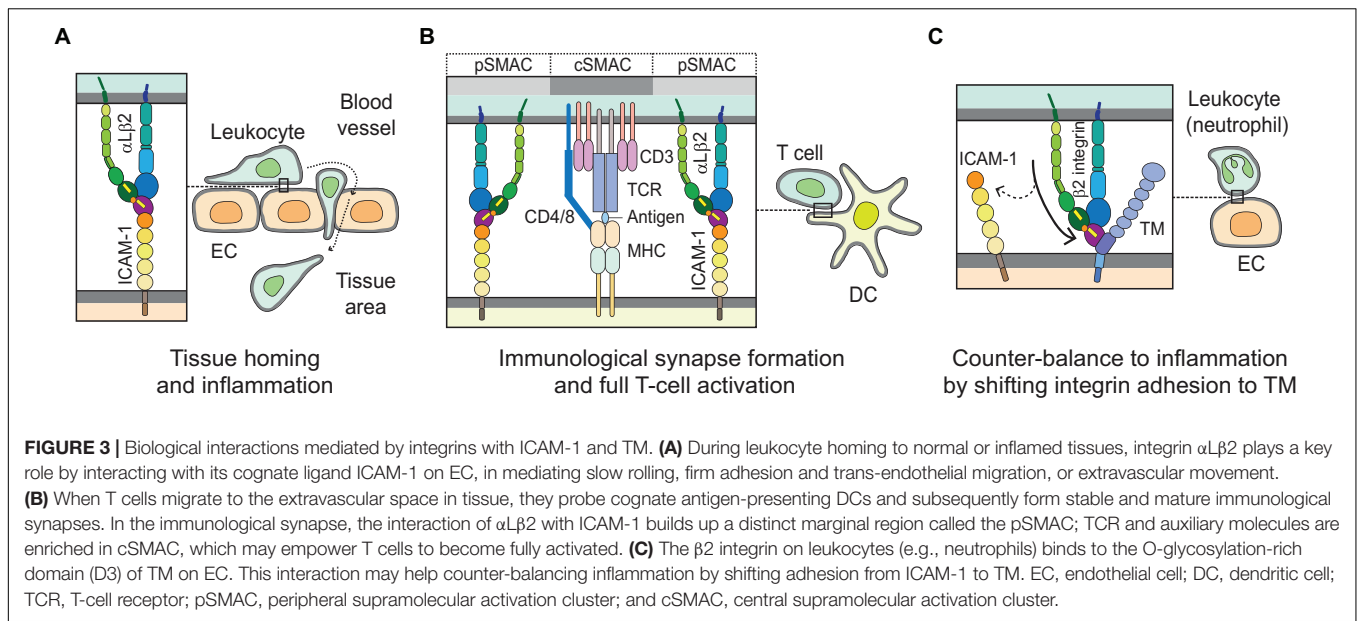 A
Leukocyte
Blood
vessel
αLβ2
ICAM-1
EC
Tissue
area
Tissue homing
and inflammation
B
pSMAC cSMAC pSMAC
αLβ2
CD3
TCR
Antigen
CD4/8
MHC
ICAM-1
T cell
DC
Immunological synapse formation
and full T-cell activation
C
ICAM-1
β2 integrin
TM
Leukocyte
(neutrophil)
EC
Counter-balance to inflammation
by shifting integrin adhesion to TM
FIGURE 3 | Biological interactions mediated by integrins with ICAM-1 and TM. (A) During leukocyte homing to normal or inflamed tissues, integrin αLβ2 plays a key
role by interacting with its cognate ligand ICAM-1 on EC, in mediating slow rolling, firm adhesion and trans-endothelial migration, or extravascular movement.
(B) When T cells migrate to the extravascular space in tissue, they probe cognate antigen-presenting DCs and subsequently form stable and mature immunological
synapses. In the immunological synapse, the interaction of αLβ2 with ICAM-1 builds up a distinct marginal region called the pSMAC; TCR and auxiliary molecules are
enriched in cSMAC, which may empower T cells to become fully activated. (C) The β2 integrin on leukocytes (e.g., neutrophils) binds to the O-glycosylation-rich
domain (D3) of TM on EC. This interaction may help counter-balancing inflammation by shifting adhesion from ICAM-1 to TM. EC, endothelial cell; DC, dendritic cell;
TCR, T-cell receptor; pSMAC, peripheral supramolecular activation cluster; and cSMAC, central supramolecular activation cluster.